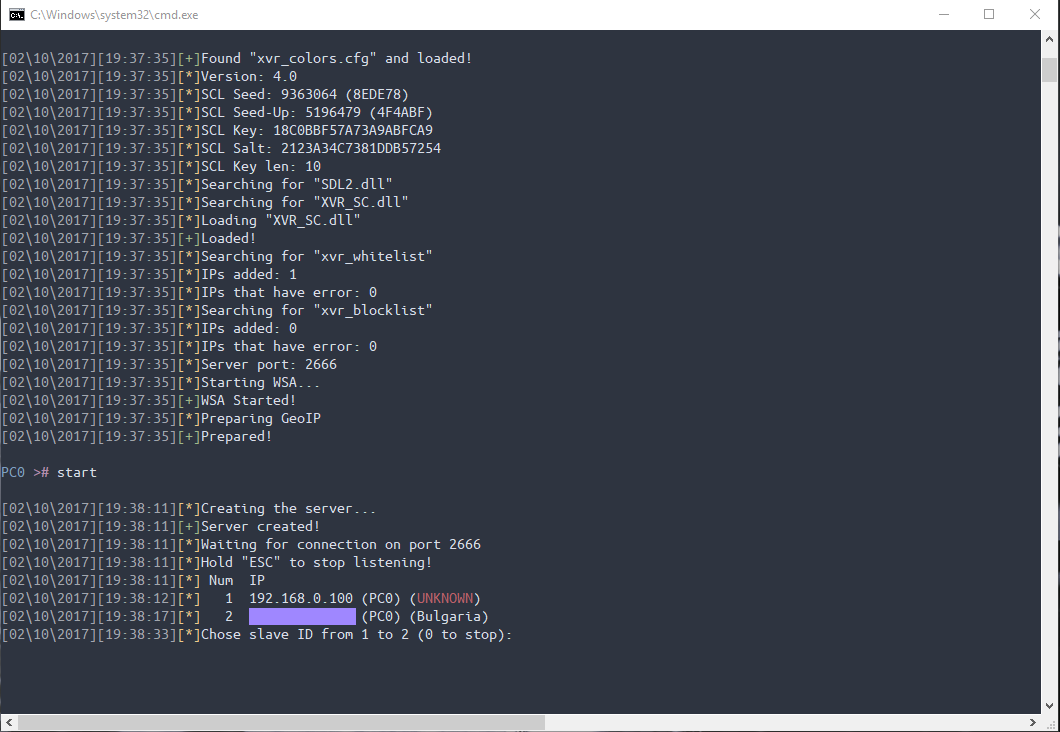 C:\Windows\system32\cmd.exe
[02\10\2017][19:37:35][+]Found "xvr_colors.cfg" and loaded!
[02\10\2017][19:37:35][*]Version: 4.0
[02\10\2017][19:37:35][*]SCL Seed: 9363064 (8EDE78)
[02\10\2017][19:37:35][*]SCL Seed-Up: 5196479 (4F4ABF)
[02\10\2017][19:37:35][*]SCL Key: 18C0BBF57A73A9ABFCA9
[02\10\2017][19:37:35][*]SCL Salt: 2123A34C7381DDB57254
[02\10\2017][19:37:35][*]SCL Key len: 10
[02\10\2017][19:37:35][*]Searching for "SDL2.dll"
[02\10\2017][19:37:35][*]Searching for "XVR_SC.dll"
[02\10\2017][19:37:35][*]Loading "XVR_SC.dll"
[02\10\2017][19:37:35][+]Loaded!
[02\10\2017][19:37:35][*]Searching for "xvr_whitelist"
[02\10\2017][19:37:35][*]IPs added: 1
[02\10\2017][19:37:35][*]IPs that have error: 0
[02\10\2017][19:37:35][*]Searching for "xvr_blocklist"
[02\10\2017][19:37:35][*]IPs added: 0
[02\10\2017][19:37:35][*]IPs that have error: 0
[02\10\2017][19:37:35][*]Server port: 2666
[02\10\2017][19:37:35][*]Starting WSA...
[02\10\2017][19:37:35][+]WSA Started!
[02\10\2017][19:37:35][*]Preparing GeoIP
[02\10\2017][19:37:35][+]Prepared!
PC0 ># start
[02\10\2017][19:38:11][*]Creating the server...
[02\10\2017][19:38:11][+]Server created!
[02\10\2017][19:38:11][*]Waiting for connection on port 2666
[02\10\2017][19:38:11][*]Hold "ESC" to stop listening!
[02\10\2017][19:38:11][*] Num  IP
[02\10\2017][19:38:12][*]   1  192.168.0.100 (PC0) (UNKNOWN)
[02\10\2017][19:38:17][*]   2  (PC0) (Bulgaria)
[02\10\2017][19:38:33][*]Chose slave ID from 1 to 2 (0 to stop):